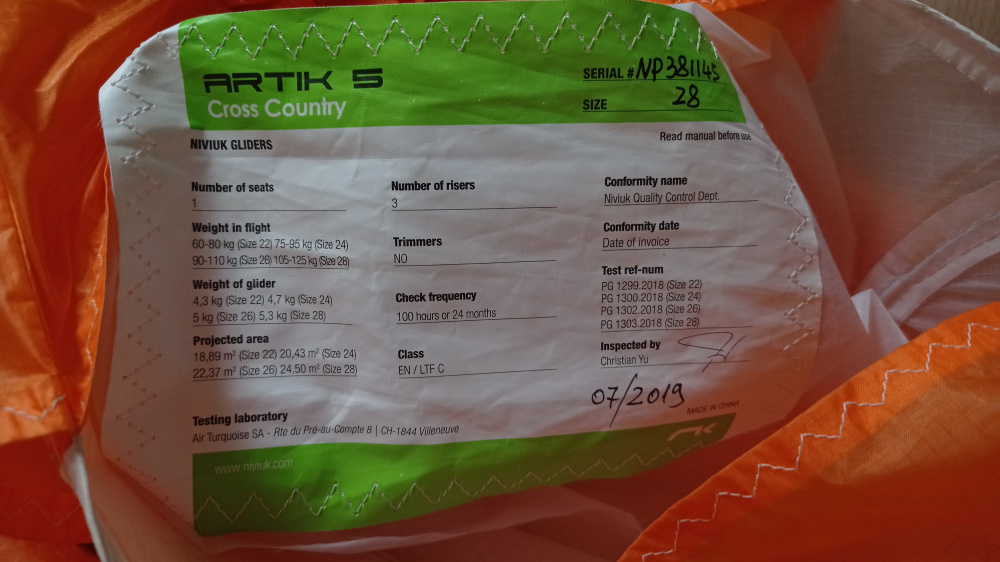 ARTIK 5
Cross Country
SERIAL # NP381145
SIZE 28
Read manual before use
NIVIUK GLIDERS
Number of seats
1
Weight in flight
60-80 kg (Size 22) 75-95 kg (Size 24)
90-110 kg (Size 26) 105-125 kg (Size 28)
Weight of glider
4,3 kg (Size 22) 4,7 kg (Size 24)
5 kg (Size 26) 5,3 kg (Size 28)
Projected area
18,89 m² (Size 22) 20,43 m² (Size 24)
22,37 m² (Size 26) 24,50 m² (Size 28)
Number of risers
3
Trimmers
NO
Check frequency
100 hours or 24 months
Class
EN / LTF C
Conformity name
Niviuk Quality Control Dept.
Conformity date
Date of invoice
Test ref-num
PG 1299.2018 (Size 22)
PG 1300.2018 (Size 24)
PG 1302.2018 (Size 26)
PG 1303.2018 (Size 28)
Inspected by
Christian Yu
07/2019
MADE IN CHINA
Testing laboratory
Air Turquoise SA - Rte du Pré-au-Compte 8 | CH-1844 Villeneuve
www.niviuk.com